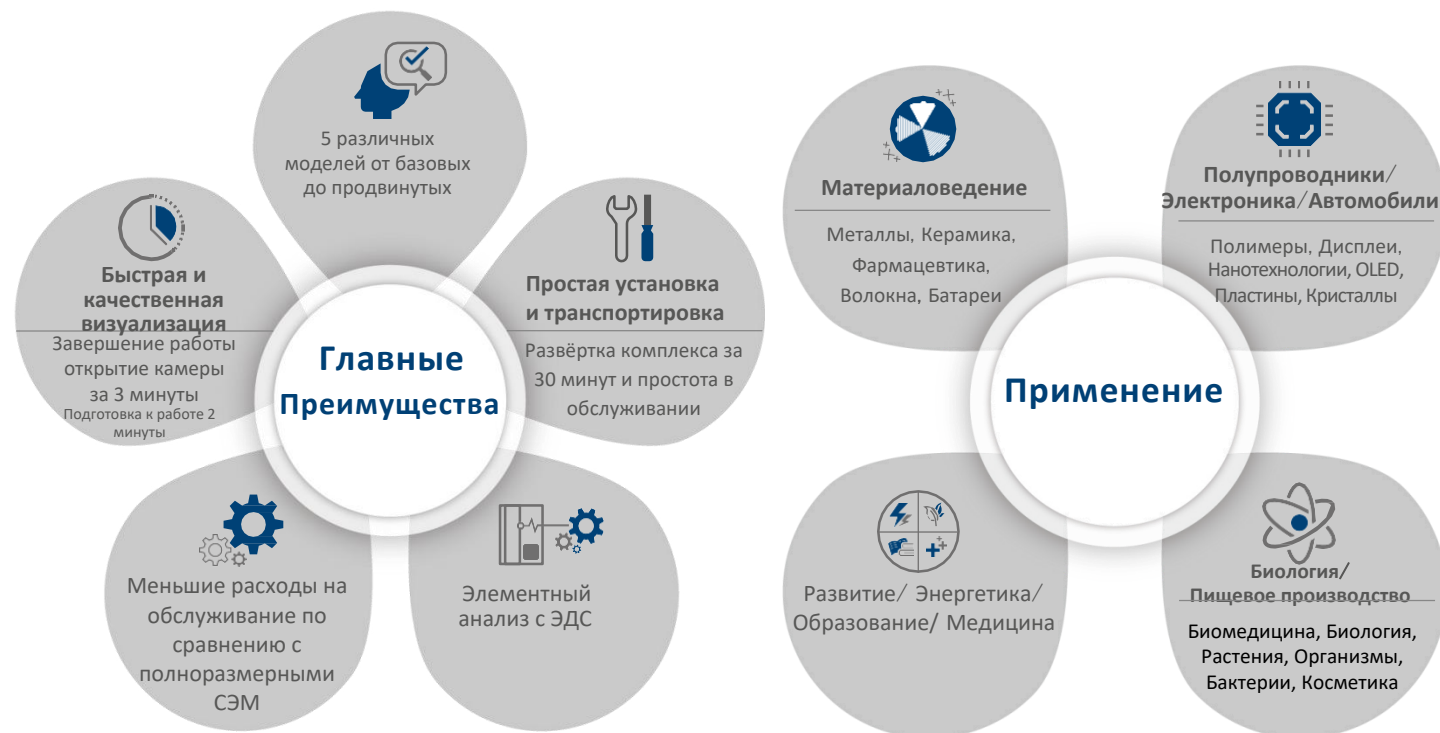 5 различных
моделей от базовых
до продвинутых
Быстрая и
качественная
визуализация
Завершение работы
открытие камеры
за 3 минуты
Подготовка к работе 2
минуты
Простая установка
и транспортировка
Развёртка комплекса за
30 минут и простота в
обслуживании
Главные
Преимущества
Меньшие расходы на
обслуживание по
сравнению с
полноразмерными
СЭМ
Элементный
анализ с ЭДС
Материаловедение
Металлы, Керамика,
Фармацевтика,
Волокна, Батареи
Полупроводники/
Электроника/Автомобили
Полимеры, Дисплеи,
Нанотехнологии, OLED,
Пластины, Кристаллы
Применение
Развитие/ Энергетика/
Образование/ Медицина
Биология/
Пищевое производство
Биомедицина, Биология,
Растения, Организмы,
Бактерии, Косметика